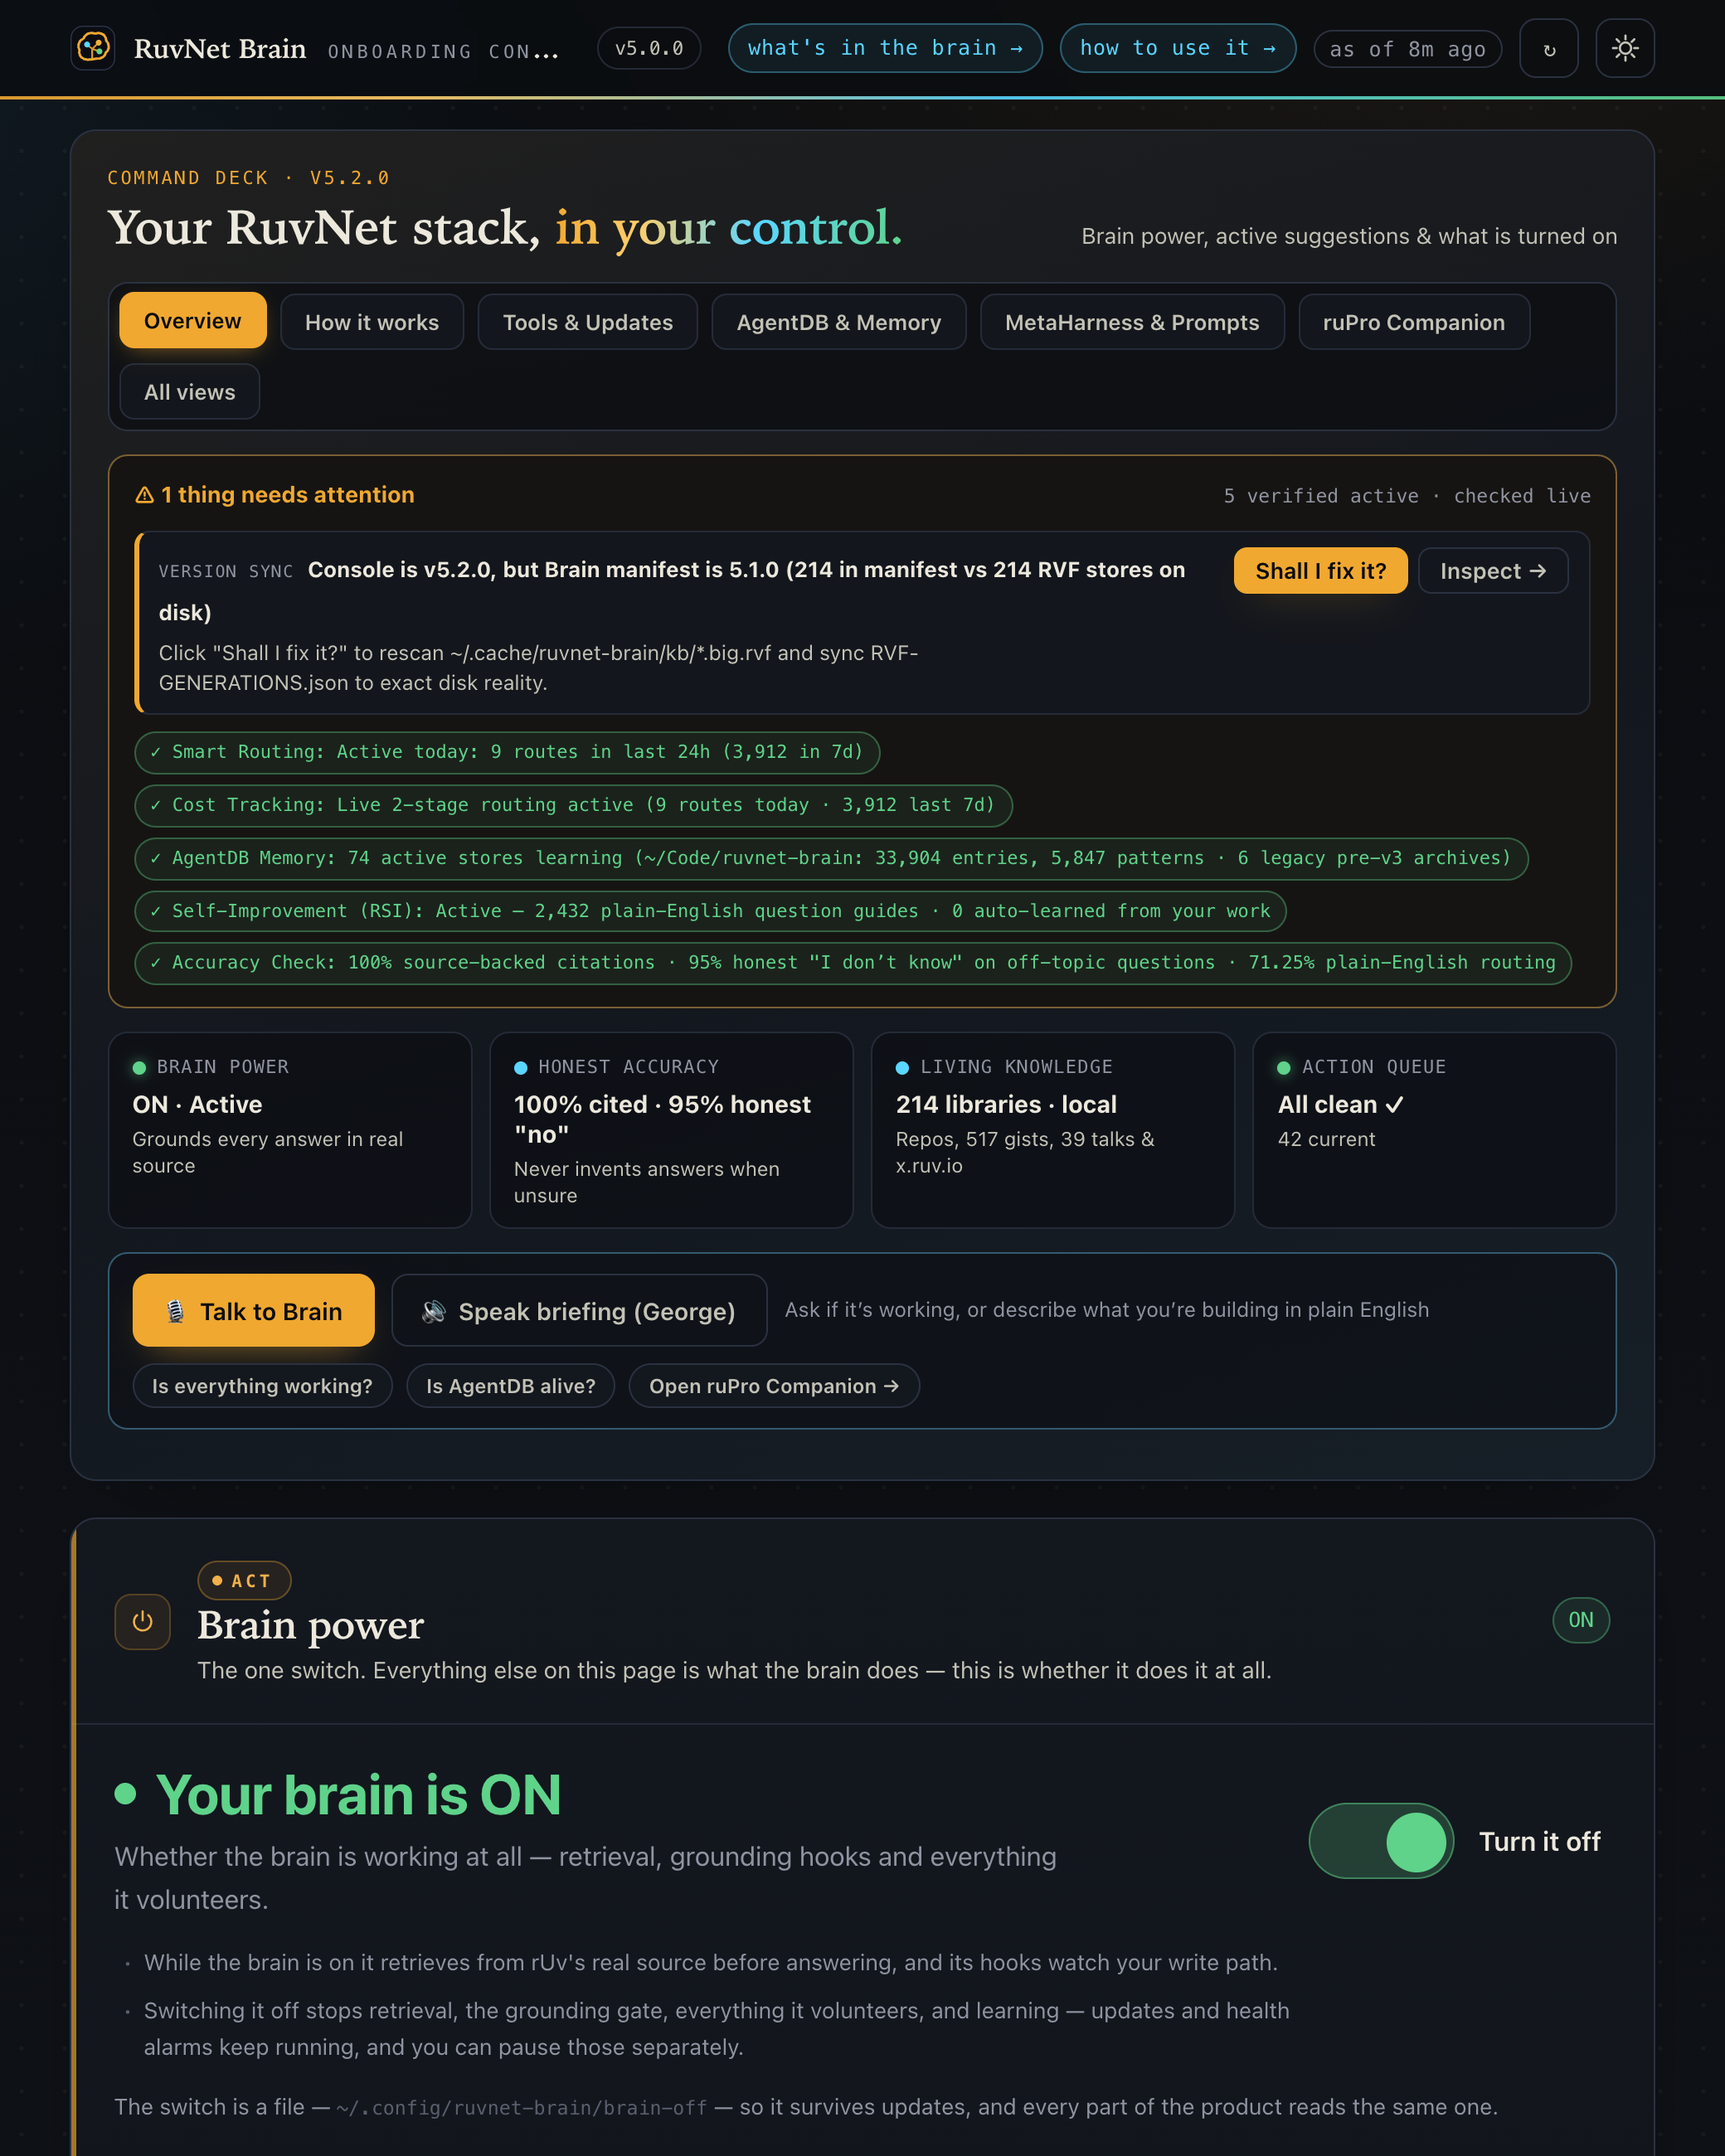 RuvNet Brain ONBOARDING CON... v5.0.0 what's in the brain → how to use it → as of 8m ago ↻
COMMAND DECK · V5.2.0
Your RuvNet stack, in your control.
Brain power, active suggestions & what is turned on
Overview How it works Tools & Updates AgentDB & Memory MetaHarness & Prompts ruPro Companion
All views
⚠ 1 thing needs attention 5 verified active · checked live
VERSION SYNC Console is v5.2.0, but Brain manifest is 5.1.0 (214 in manifest vs 214 RVF stores on
disk)
Shall I fix it? Inspect →
Click "Shall I fix it?" to rescan ~/.cache/ruvnet-brain/kb/*.big.rvf and sync RVF-
GENERATIONS.json to exact disk reality.
✓ Smart Routing: Active today: 9 routes in last 24h (3,912 in 7d)
✓ Cost Tracking: Live 2-stage routing active (9 routes today · 3,912 last 7d)
✓ AgentDB Memory: 74 active stores learning (~/Code/ruvnet-brain: 33,904 entries, 5,847 patterns · 6 legacy pre-v3 archives)
✓ Self-Improvement (RSI): Active — 2,432 plain-English question guides · 0 auto-learned from your work
✓ Accuracy Check: 100% source-backed citations · 95% honest "I don’t know" on off-topic questions · 71.25% plain-English routing
BRAIN POWER
ON · Active
Grounds every answer in real
source
HONEST ACCURACY
100% cited · 95% honest
"no"
Never invents answers when
unsure
LIVING KNOWLEDGE
214 libraries · local
Repos, 517 gists, 39 talks &
x.ruv.io
ACTION QUEUE
All clean ✓
42 current
🎙️ Talk to Brain 🔊 Speak briefing (George) Ask if it’s working, or describe what you’re building in plain English
Is everything working? Is AgentDB alive? Open ruPro Companion →
ACT
Brain power
The one switch. Everything else on this page is what the brain does — this is whether it does it at all.
ON
Your brain is ON
Whether the brain is working at all — retrieval, grounding hooks and everything
it volunteers.
Turn it off
· While the brain is on it retrieves from rUv's real source before answering, and its hooks watch your write path.
· Switching it off stops retrieval, the grounding gate, everything it volunteers, and learning — updates and health
alarms keep running, and you can pause those separately.
The switch is a file — ~/.config/ruvnet-brain/brain-off — so it survives updates, and every part of the product reads the same one.